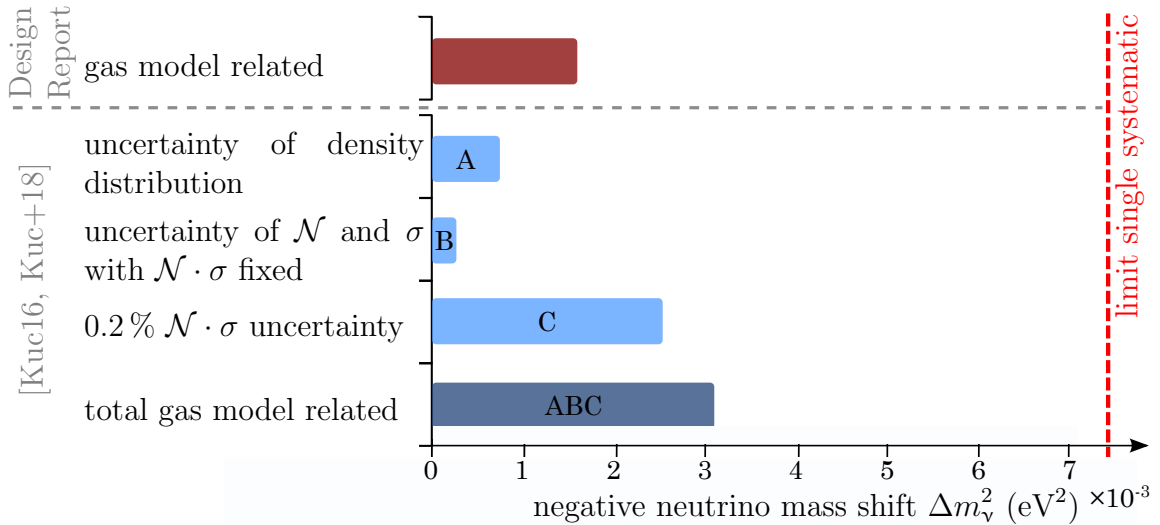 Design
Report
gas model related
[Kuc16, Kuc+18]
uncertainty of density
distribution
A
uncertainty of 𝒩 and σ
with 𝒩 · σ fixed
B
0.2 % 𝒩 · σ uncertainty
C
total gas model related
ABC
limit single systematic
0 1 2 3 4 5 6 7
negative neutrino mass shift Δm²ᵥ (eV²) ×10⁻³